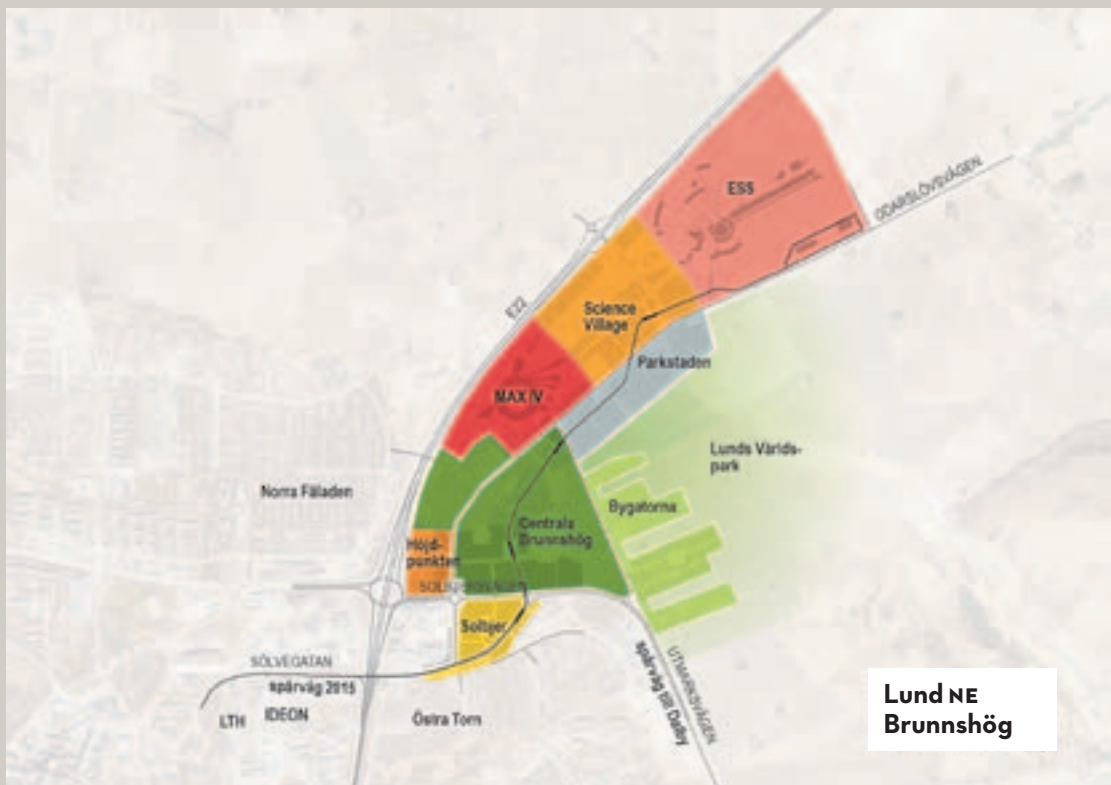 ESS
ODARSLÖVSVÄGEN
E22
Science
Village
Parkstaden
MAX IV
Lunds Världs-
park
Norra Fäladen
Bygatorna
Centrala
Brunnshög
Höjd-
punkten
Solbjer
SÖLVEGATAN
spårväg 2015
LTH
IDEON
Östra Torn
UTMARKSVÄGEN
spårväg till Dalby
Lund NE
Brunnshög